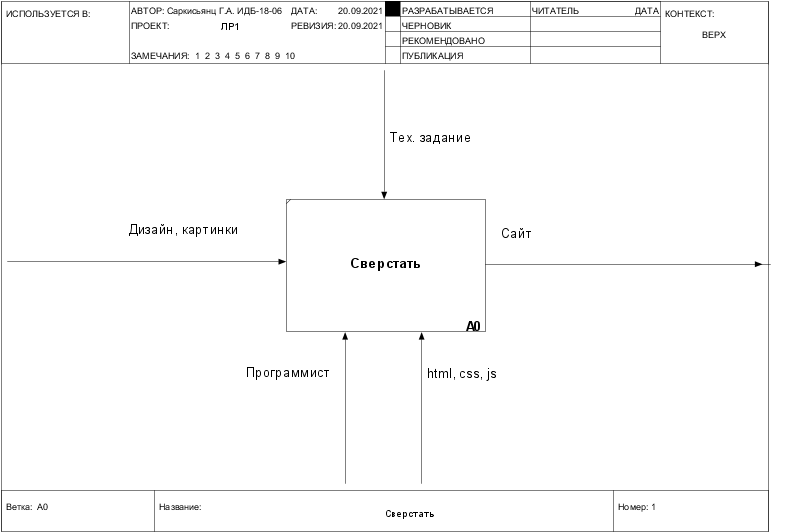 ИСПОЛЬЗУЕТСЯ В:
АВТОР: Саркисьянц Г.А. ИДБ-18-06 ДАТА: 20.09.2021
ПРОЕКТ: ЛР1 РЕВИЗИЯ: 20.09.2021
ЗАМЕЧАНИЯ: 1 2 3 4 5 6 7 8 9 10
РАЗРАБАТЫВАЕТСЯ
ЧЕРНОВИК
РЕКОМЕНДОВАНО
ПУБЛИКАЦИЯ
ЧИТАТЕЛЬ ДАТА
КОНТЕКСТ:
ВЕРХ
Тех. задание
Дизайн, картинки
Сверстать
Сайт
A0
Программист
html, css, js
Ветка: A0
Название:
Сверстать
Номер: 1